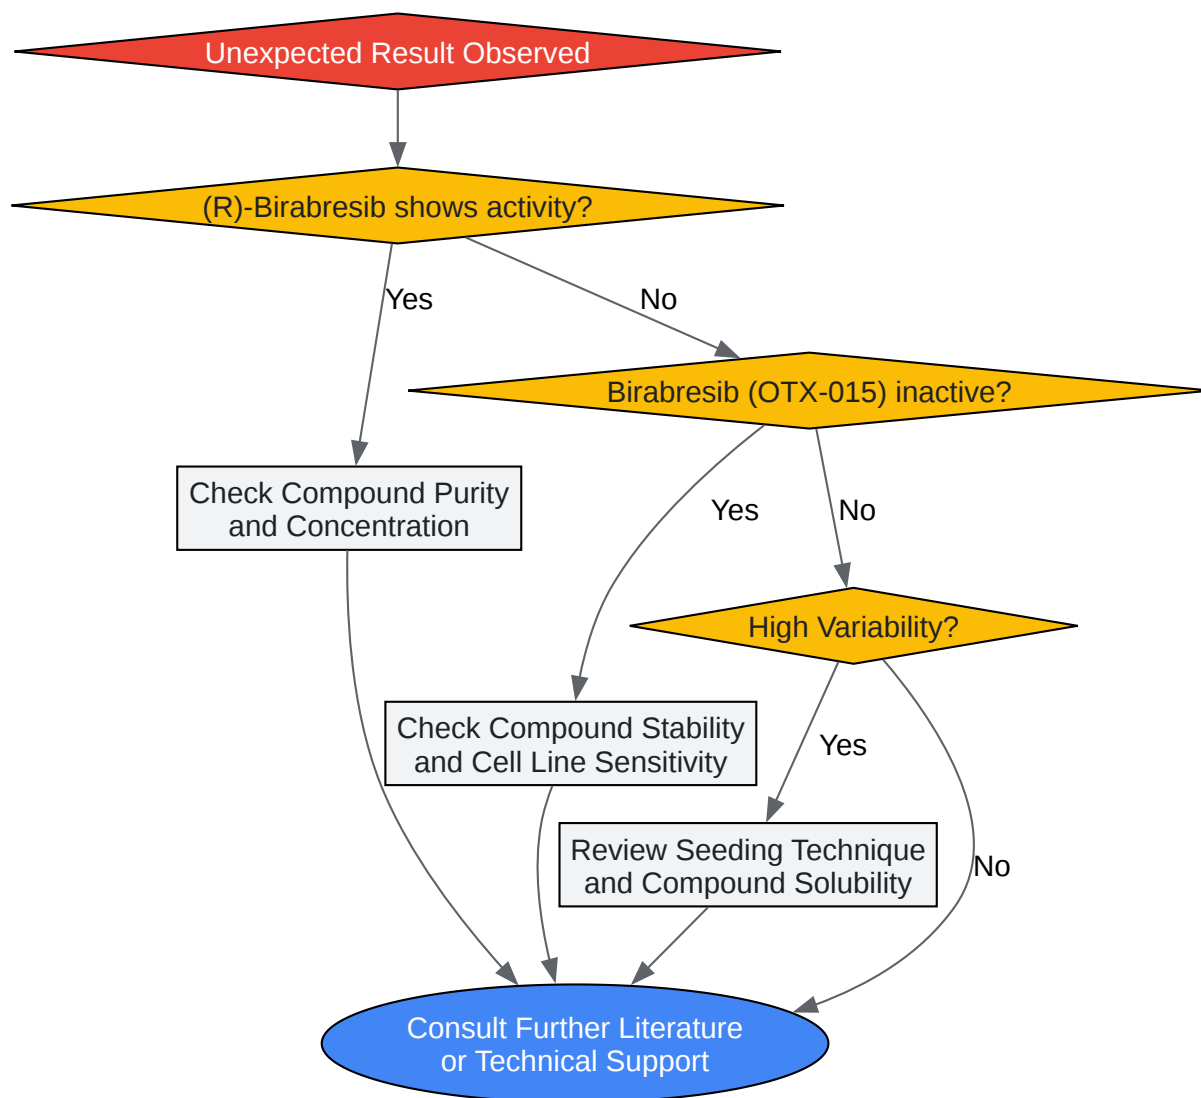 Unexpected Result Observed
(R)-Birabresib shows activity?
Yes
No
Birabresib (OTX-015) inactive?
Check Compound Purity
and Concentration
Yes
No
High Variability?
Check Compound Stability
and Cell Line Sensitivity
Yes
Review Seeding Technique
and Compound Solubility
No
Consult Further Literature
or Technical Support